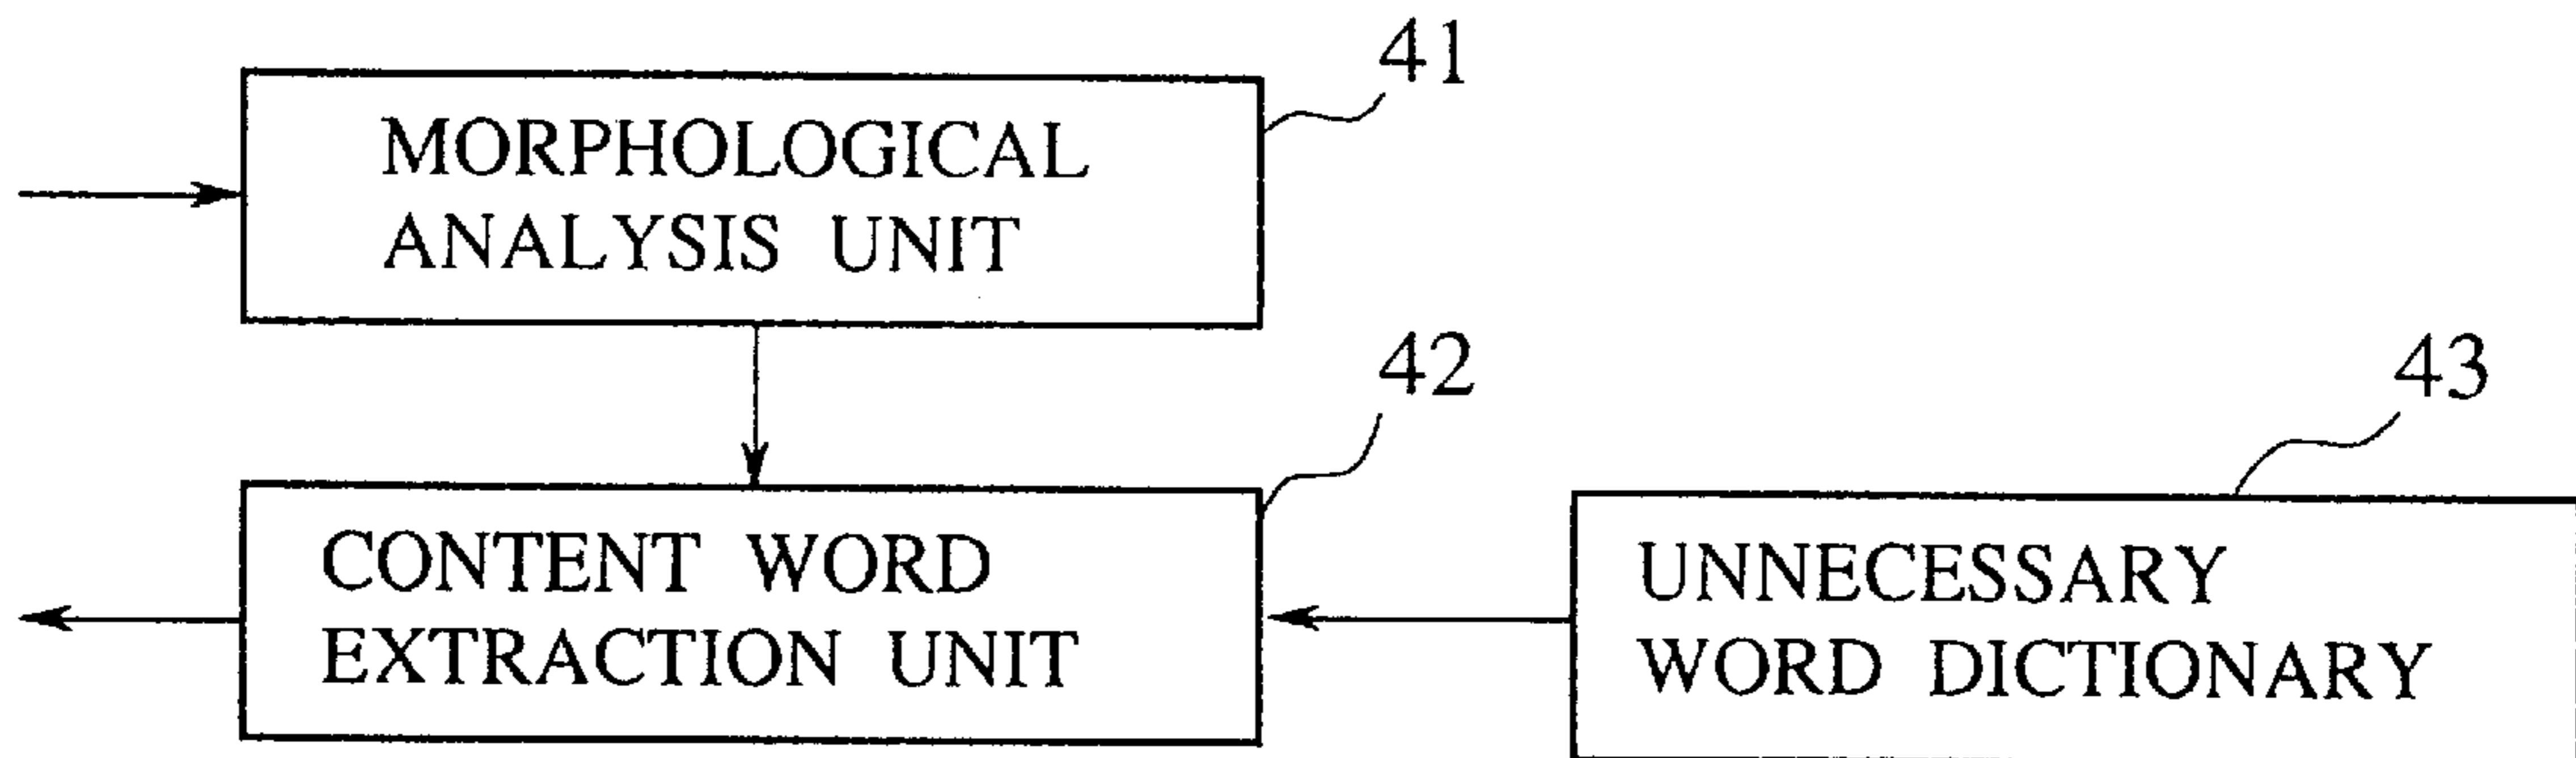 41
MORPHOLOGICAL
ANALYSIS UNIT
42
43
CONTENT WORD
EXTRACTION UNIT
UNNECESSARY
WORD DICTIONARY